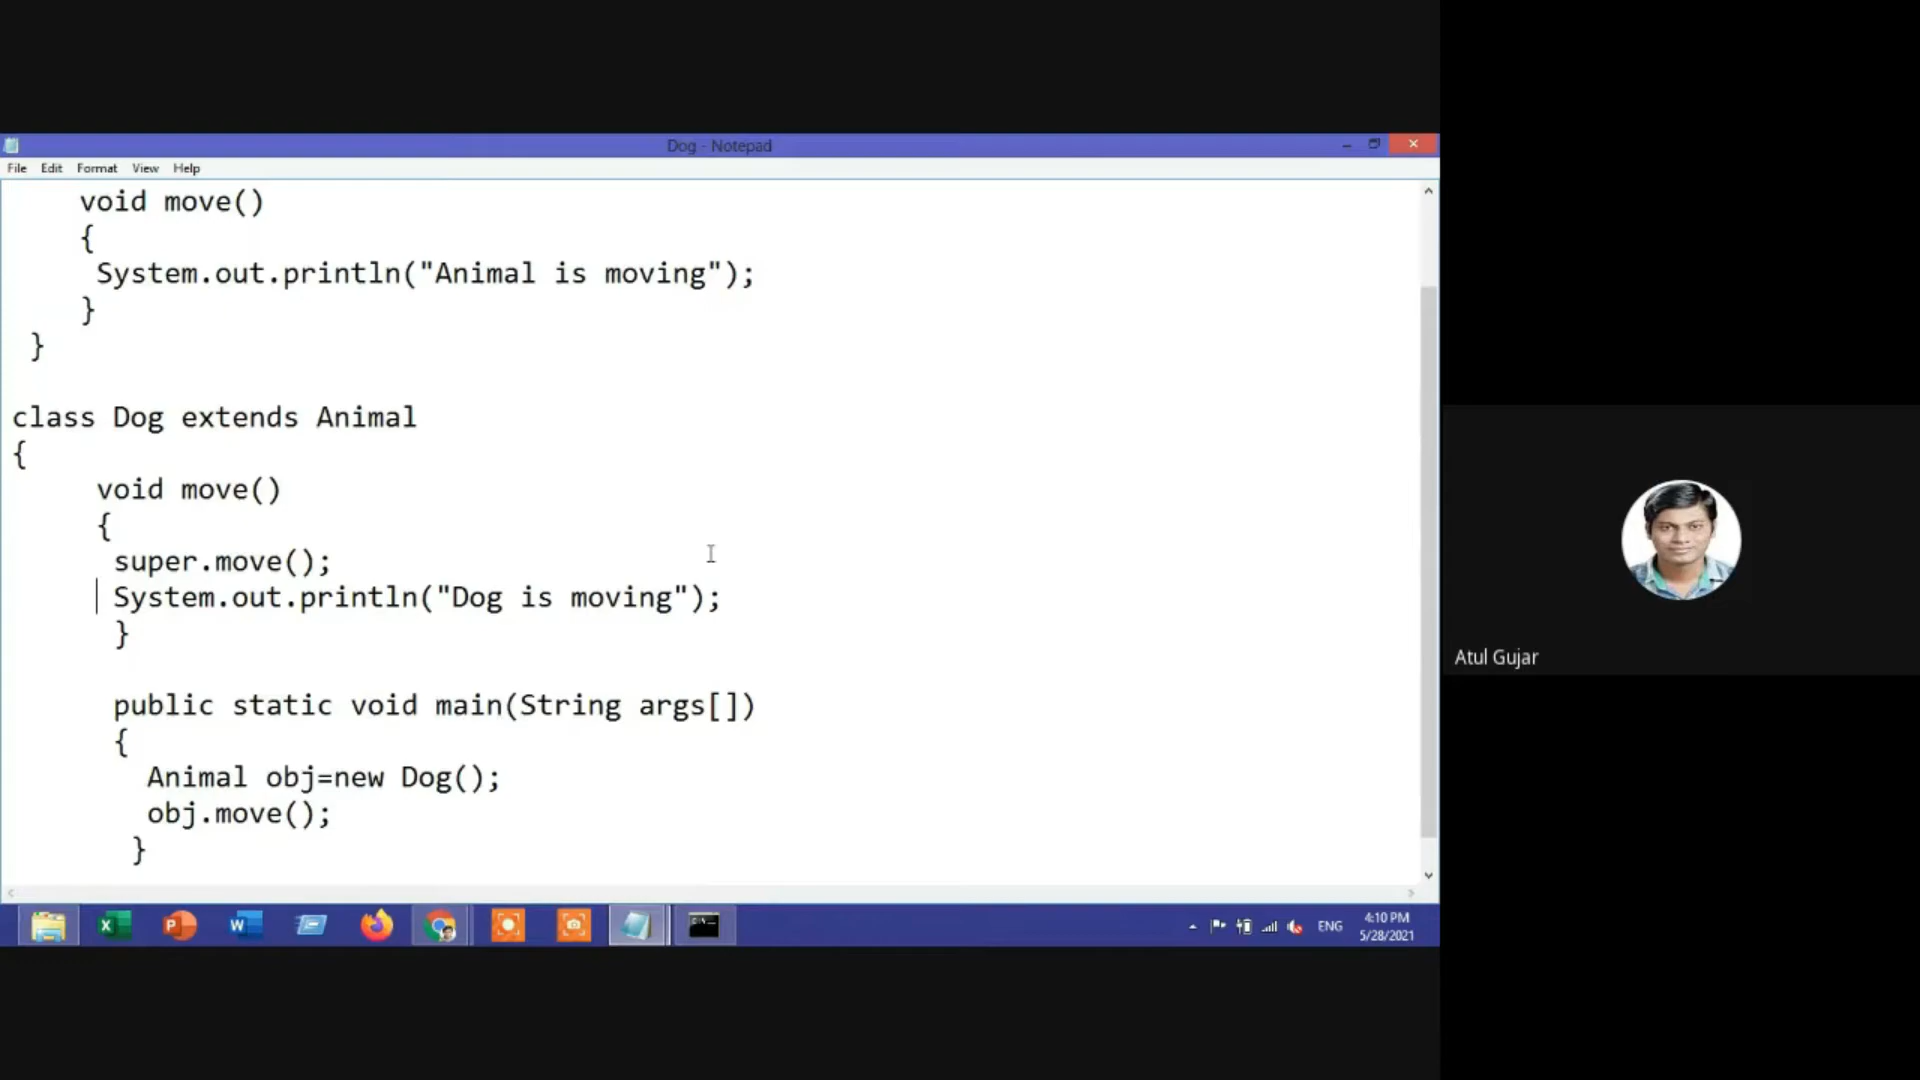 Dog - Notepad
File Edit Format View Help
void move()
{
System.out.println("Animal is moving");
}
}
class Dog extends Animal
{
void move()
{
super.move();
System.out.println("Dog is moving");
}
public static void main(String args[])
{
Animal obj=new Dog();
obj.move();
}
Atul Gujar
ENG
4:10 PM
5/28/2021